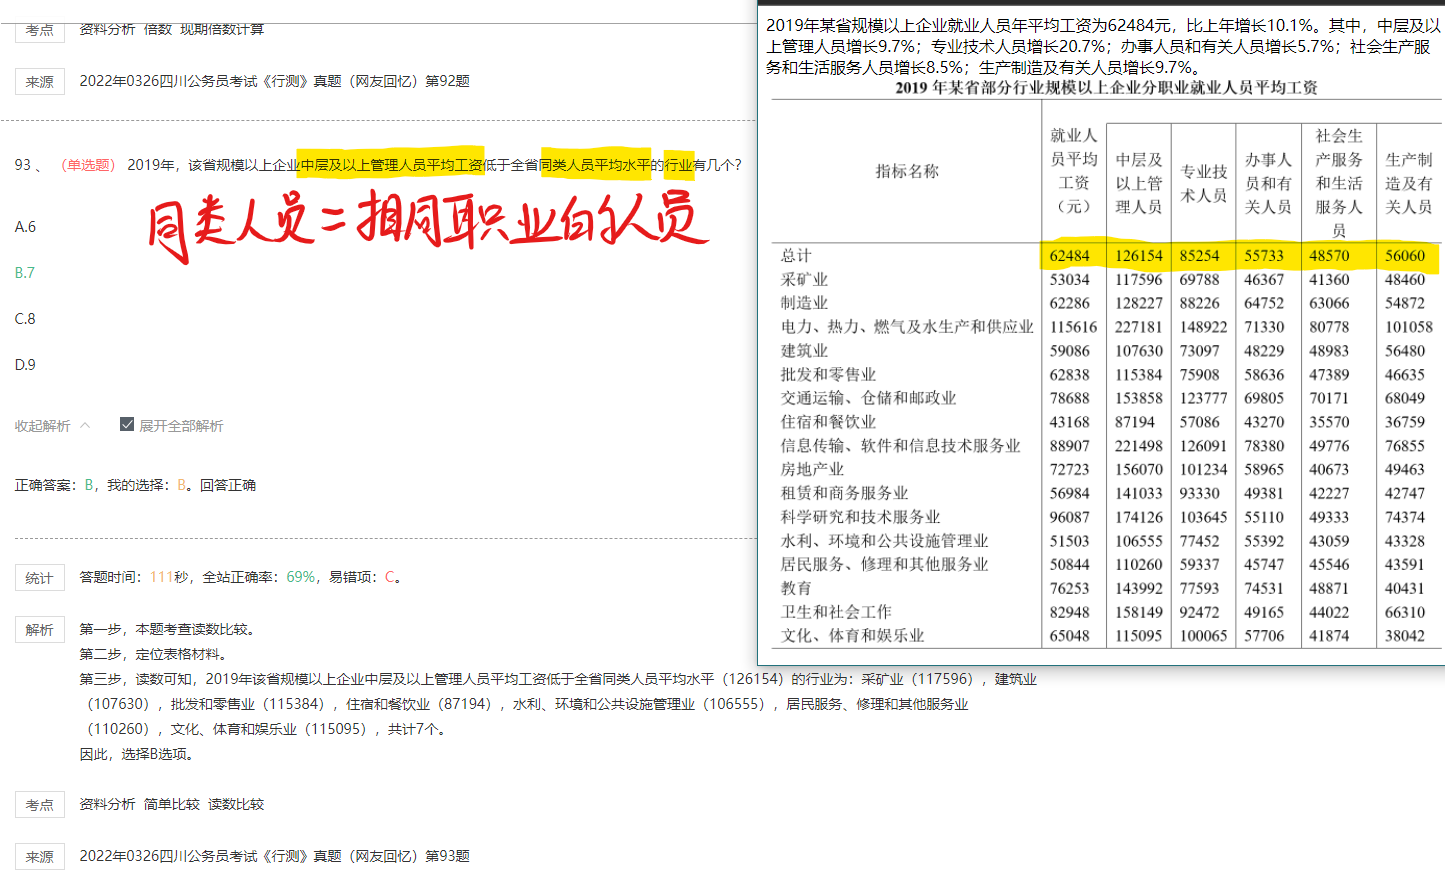 考点 资料分析 倍数 现期倍数计算
来源 2022年0326四川公务员考试《行测》真题（网友回忆）第92题
93 、 （单选题） 2019年，该省规模以上企业中层及以上管理人员平均工资低于全省同类人员平均水平的行业有几个？
同类人员=相同职业的人员
A.6
B.7
C.8
D.9
收起解析 展开全部解析
正确答案：B，我的选择：B。回答正确
统计 答题时间：111秒，全站正确率：69%，易错项：C。
解析 第一步，本题考查读数比较。
第二步，定位表格材料。
第三步，读数可知，2019年该省规模以上企业中层及以上管理人员平均工资低于全省同类人员平均水平（126154）的行业为：采矿业（117596），建筑业
（107630），批发和零售业（115384），住宿和餐饮业（87194），水利、环境和公共设施管理业（106555），居民服务、修理和其他服务业
（110260），文化、体育和娱乐业（115095），共计7个。
因此，选择B选项。
考点 资料分析 简单比较 读数比较
来源 2022年0326四川公务员考试《行测》真题（网友回忆）第93题
2019年某省规模以上企业就业人员年平均工资为62484元，比上年增长10.1%。其中，中层及以
上管理人员增长9.7%；专业技术人员增长20.7%；办事人员和有关人员增长5.7%；社会生产服
务和生活服务人员增长8.5%；生产制造及有关人员增长9.7%。
2019 年某省部分行业规模以上企业分职业就业人员平均工资
指标名称 就业人员平均工资（元） 中层及以上管理人员 专业技术人员 办事人员和有关人员 社会生产服务和生活服务人员 生产制造及有关人员
总计 62484 126154 85254 55733 48570 56060
采矿业 53034 117596 69788 46367 41360 48460
制造业 62286 128227 88226 64752 63066 54872
电力、热力、燃气及水生产和供应业 115616 227181 148922 71330 80778 101058
建筑业 59086 107630 73097 48229 48983 56480
批发和零售业 62838 115384 75908 58636 47389 46635
交通运输、仓储和邮政业 78688 153858 123777 69805 70171 68049
住宿和餐饮业 43168 87194 57086 43270 35570 36759
信息传输、软件和信息技术服务业 88907 221498 126091 78380 49776 76855
房地产业 72723 156070 101234 58965 40673 49463
租赁和商务服务业 56984 141033 93330 49381 42227 42747
科学研究和技术服务业 96087 174126 103645 55110 49333 74374
水利、环境和公共设施管理业 51503 106555 77452 55392 43059 43328
居民服务、修理和其他服务业 50844 110260 59337 45747 45546 43591
教育 76253 143992 77593 74531 48871 40431
卫生和社会工作 82948 158149 92472 49165 44022 66310
文化、体育和娱乐业 65048 115095 100065 57706 41874 38042